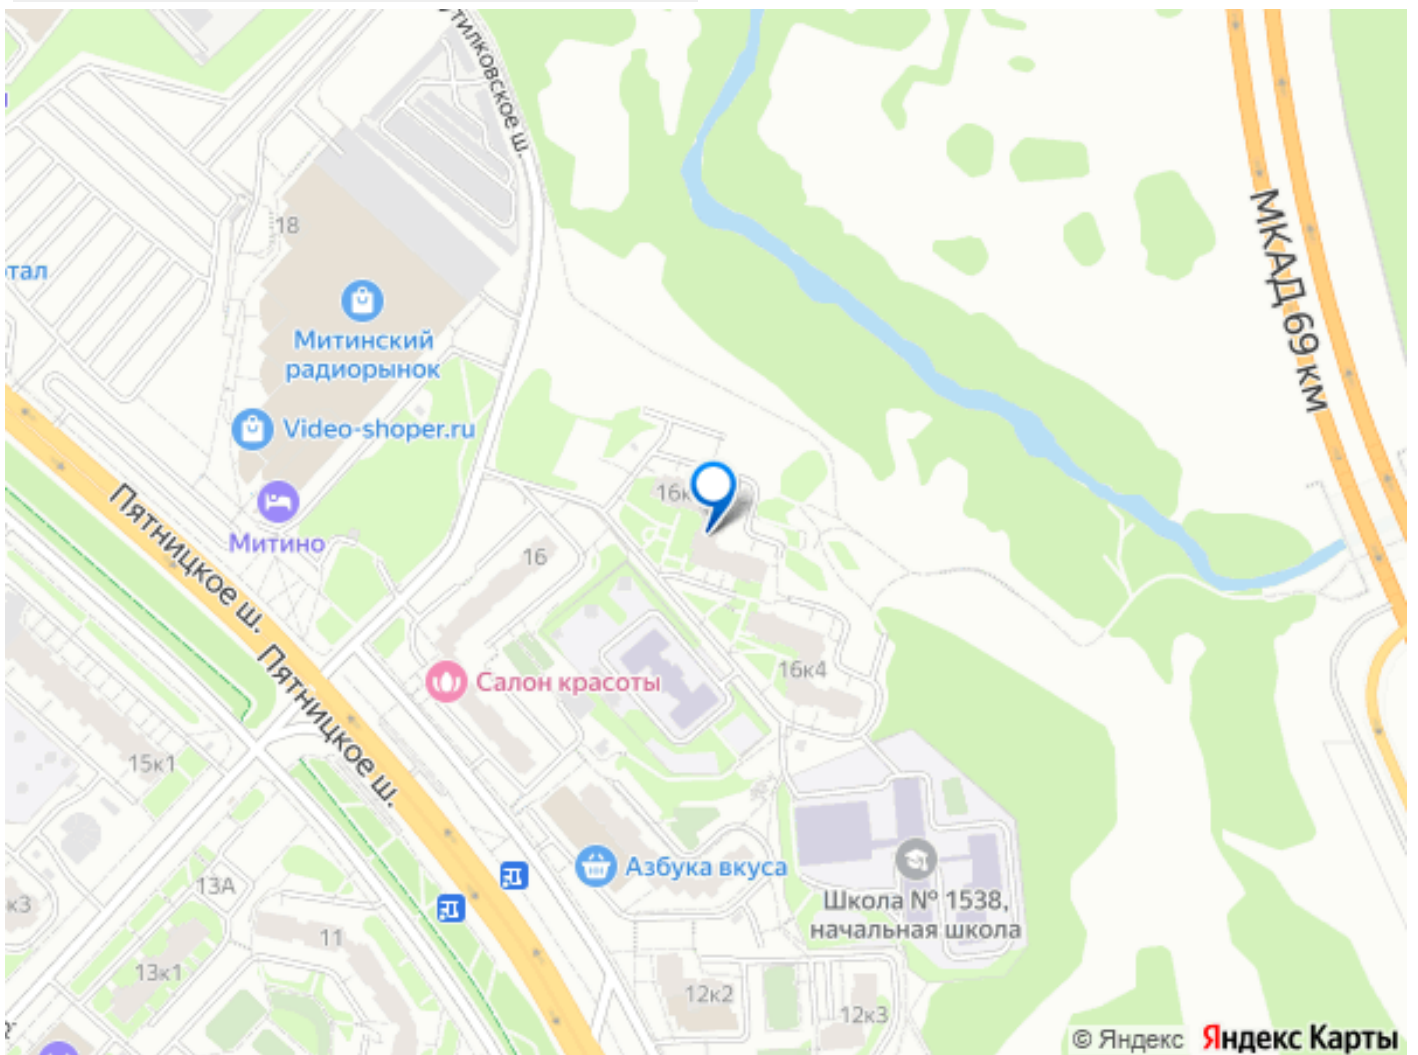 тилковское ш.
18
тал
Митинский
радиорынок
Video-shoper.ru
Митино
МКАД 69 км
16к
16
Пятницкое ш.
Пятницкое ш.
Салон красоты
16к4
15к1
Азбука вкуса
13А
к3
11
13к1
Школа № 1538,
начальная школа
12к2
12к3
© Яндекс Яндекс Карты